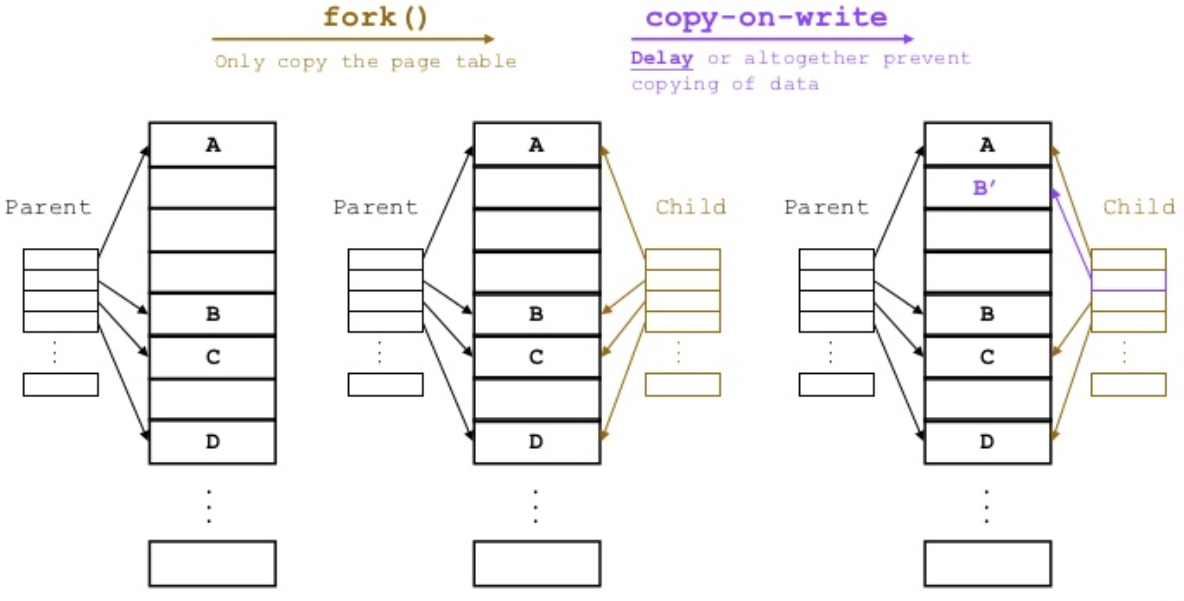 fork()
Only copy the page table
copy-on-write
Delay or altogether prevent
copying of data
Parent
A
B
C
D
Parent
A
B
C
D
Child
Parent
A
B′
B
C
D
Child